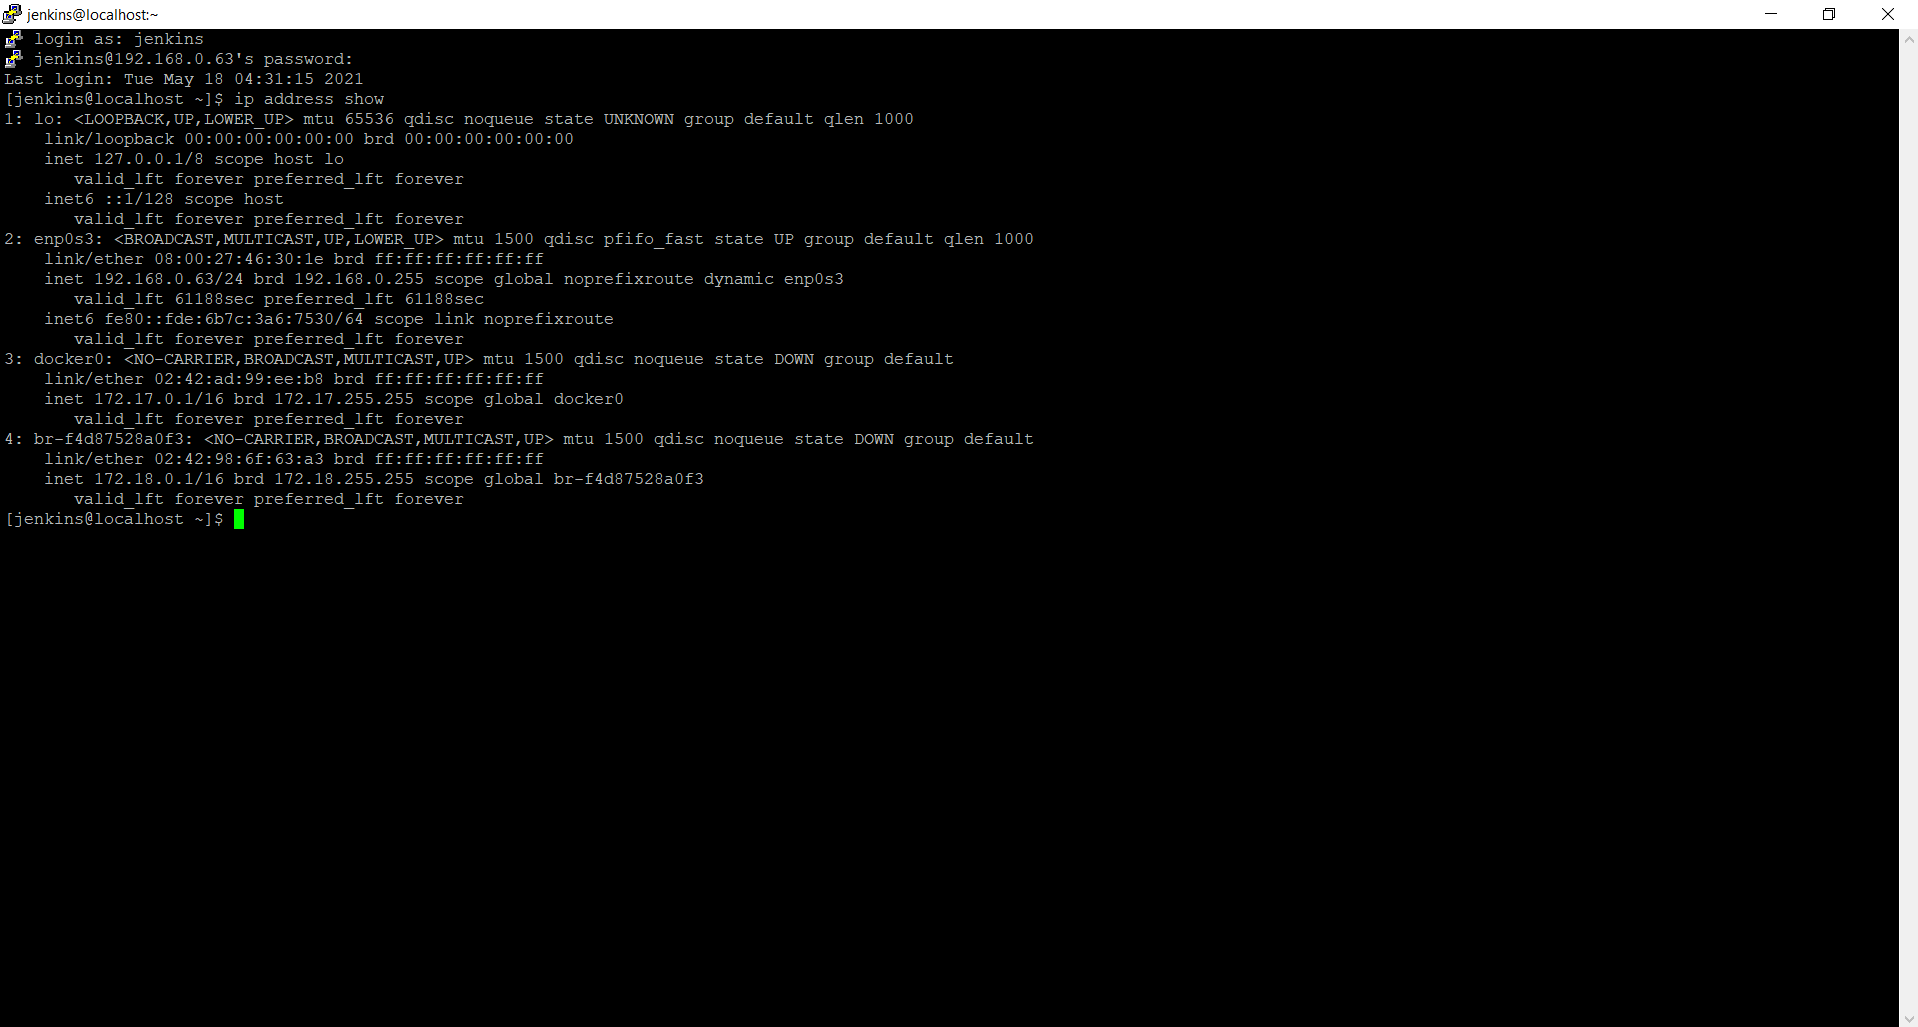 jenkins@localhost:~
login as: jenkins
jenkins@192.168.0.63's password:
Last login: Tue May 18 04:31:15 2021
[jenkins@localhost ~]$ ip address show
1: lo: <LOOPBACK,UP,LOWER_UP> mtu 65536 qdisc noqueue state UNKNOWN group default qlen 1000
    link/loopback 00:00:00:00:00:00 brd 00:00:00:00:00:00
    inet 127.0.0.1/8 scope host lo
       valid_lft forever preferred_lft forever
    inet6 ::1/128 scope host
       valid_lft forever preferred_lft forever
2: enp0s3: <BROADCAST,MULTICAST,UP,LOWER_UP> mtu 1500 qdisc pfifo_fast state UP group default qlen 1000
    link/ether 08:00:27:46:30:1e brd ff:ff:ff:ff:ff:ff
    inet 192.168.0.63/24 brd 192.168.0.255 scope global noprefixroute dynamic enp0s3
       valid_lft 61188sec preferred_lft 61188sec
    inet6 fe80::fde:6b7c:3a6:7530/64 scope link noprefixroute
       valid_lft forever preferred_lft forever
3: docker0: <NO-CARRIER,BROADCAST,MULTICAST,UP> mtu 1500 qdisc noqueue state DOWN group default
    link/ether 02:42:ad:99:ee:b8 brd ff:ff:ff:ff:ff:ff
    inet 172.17.0.1/16 brd 172.17.255.255 scope global docker0
       valid_lft forever preferred_lft forever
4: br-f4d87528a0f3: <NO-CARRIER,BROADCAST,MULTICAST,UP> mtu 1500 qdisc noqueue state DOWN group default
    link/ether 02:42:98:6f:63:a3 brd ff:ff:ff:ff:ff:ff
    inet 172.18.0.1/16 brd 172.18.255.255 scope global br-f4d87528a0f3
       valid_lft forever preferred_lft forever
[jenkins@localhost ~]$